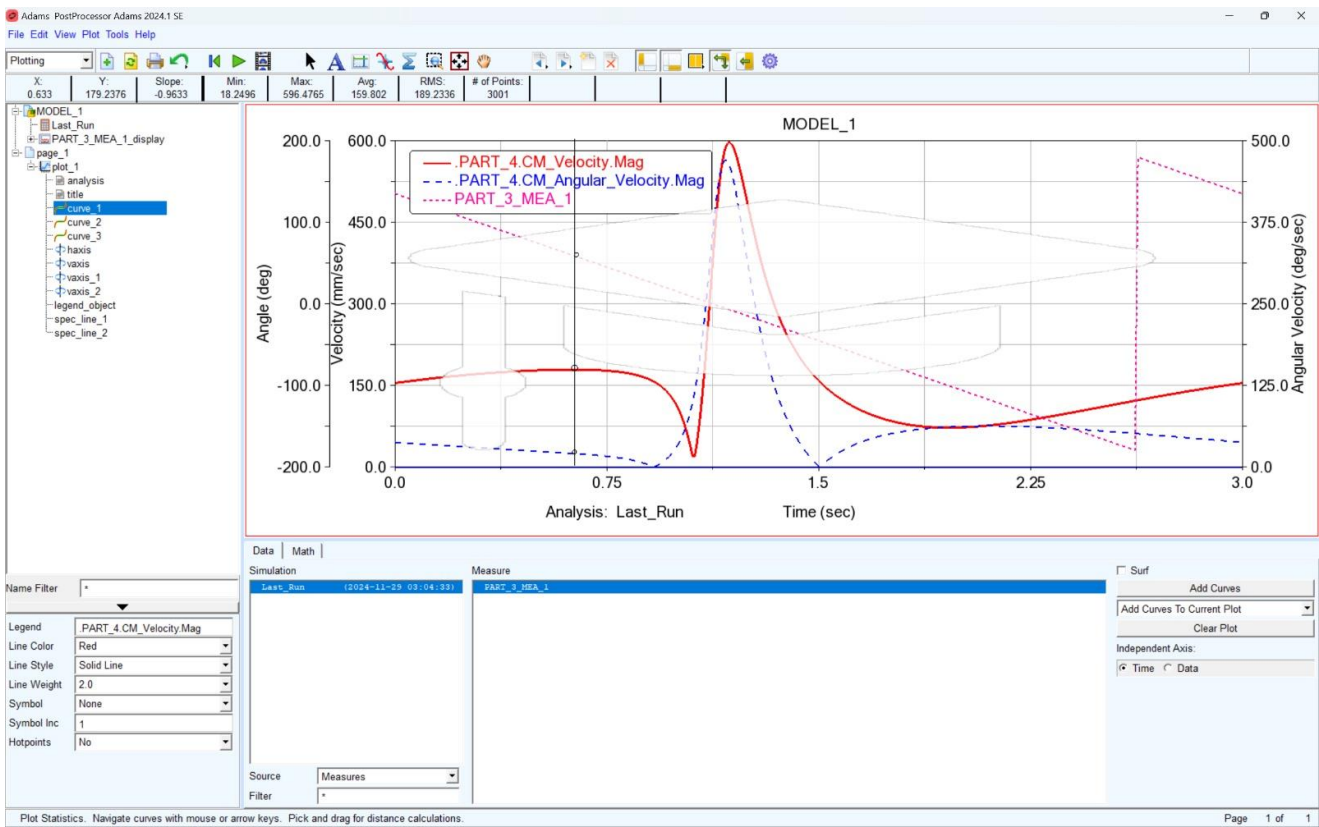 Adams PostProcessor Adams 2024.1 SE
File Edit View Plot Tools Help
Plotting
X: Y: Slope: Min: Max: Avg: RMS: # of Points:
0.633 179.2376 -0.9633 18.2496 596.4765 159.802 189.2336 3001
MODEL_1
Last_Run
PART_3_MEA_1_display
page_1
plot_1
analysis
title
curve_1
curve_2
curve_3
haxis
vaxis
vaxis_1
vaxis_2
legend_object
spec_line_1
spec_line_2
MODEL_1
.PART_4.CM_Velocity.Mag
.PART_4.CM_Angular_Velocity.Mag
PART_3_MEA_1
Angle (deg)
200.0
100.0
0.0
-100.0
-200.0
Velocity (mm/sec)
600.0
450.0
300.0
150.0
0.0
500.0
375.0
250.0
125.0
0.0
Angular Velocity (deg/sec)
0.0 0.75 1.5 2.25 3.0
Analysis: Last_Run Time (sec)
Name Filter *
Legend .PART_4.CM_Velocity.Mag
Line Color Red
Line Style Solid Line
Line Weight 2.0
Symbol None
Symbol Inc 1
Hotpoints No
Data Math
Simulation
Last_Run (2024-11-29 03:04:33)
Source Measures
Filter *
Measure
PART_3_MEA_1
Surf
Add Curves
Add Curves To Current Plot
Clear Plot
Independent Axis:
Time Data
Plot Statistics. Navigate curves with mouse or arrow keys. Pick and drag for distance calculations.
Page 1 of 1